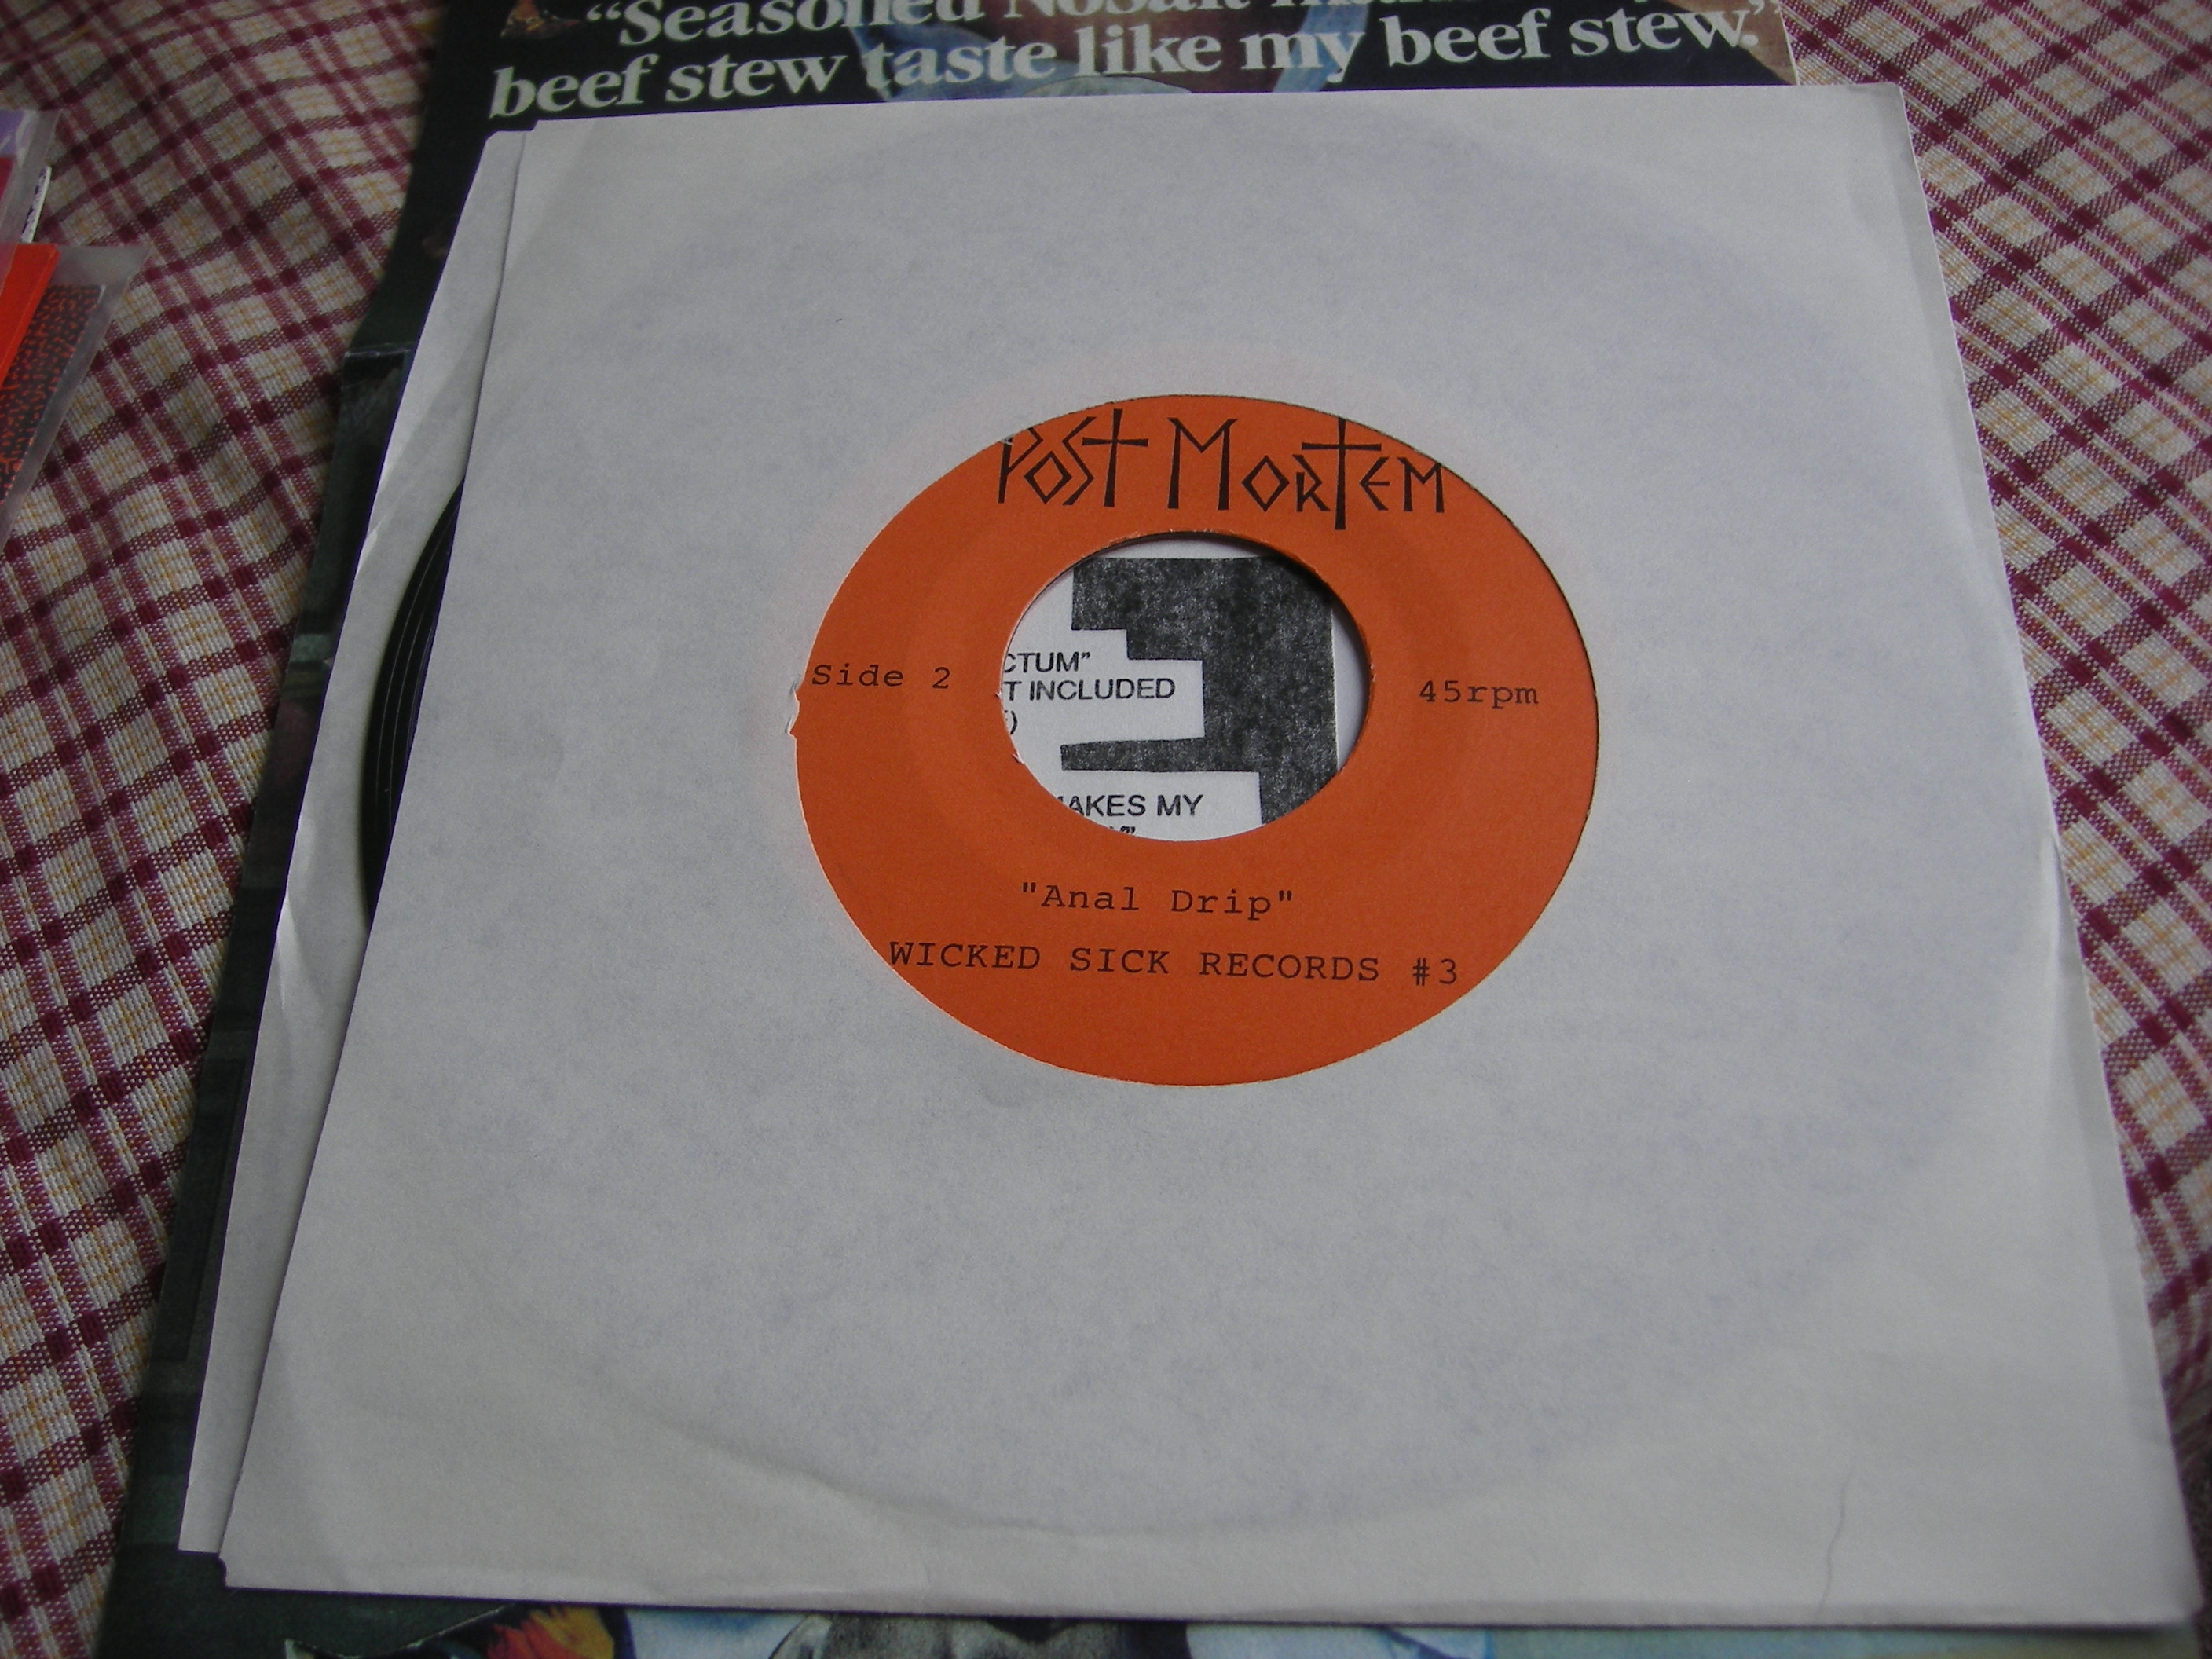 “Seasoned NoSalt
beef stew taste like my beef stew.”
POST MORTEM
CTUM”
Side 2
T INCLUDED
45rpm
)
AKES MY
"Anal Drip"
WICKED SICK RECORDS #3